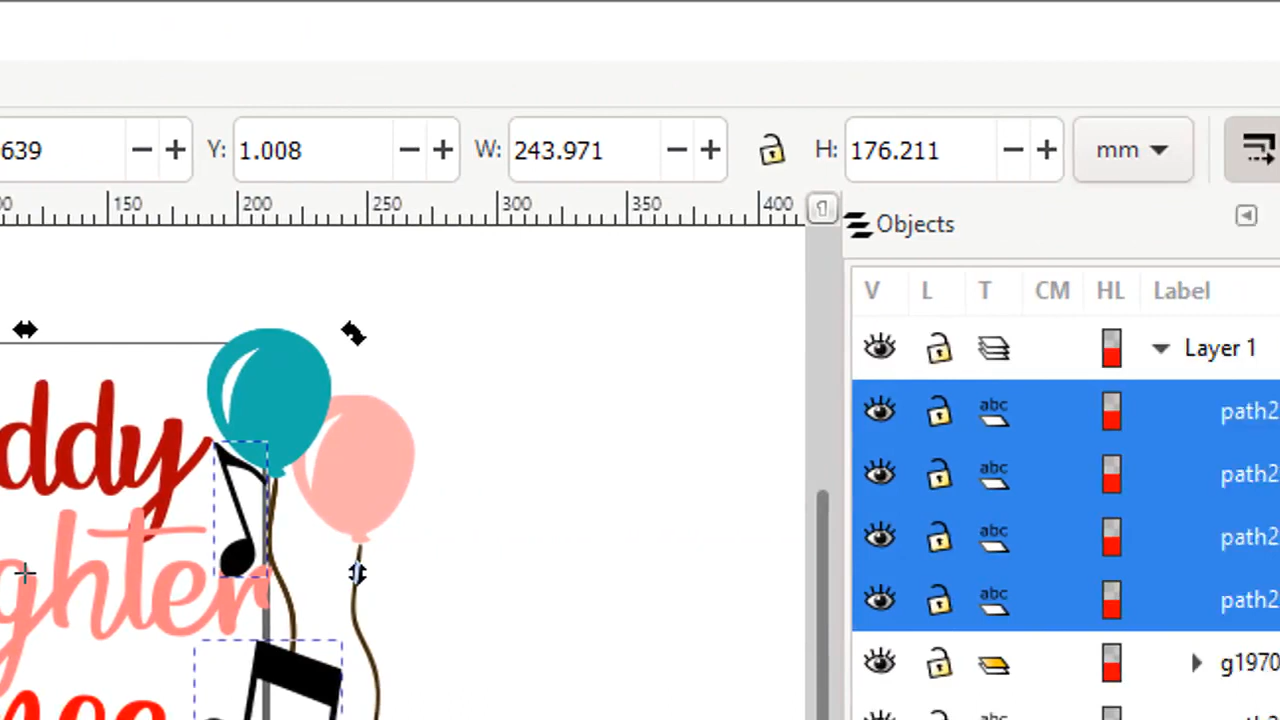 639 Y: 1.008 W: 243.971 H: 176.211 mm
150 200 250 300 350 400
Objects
V L T CM HL Label
Layer 1
abc path2
abc path2
abc path2
abc path2
g1970
ddy
ghter